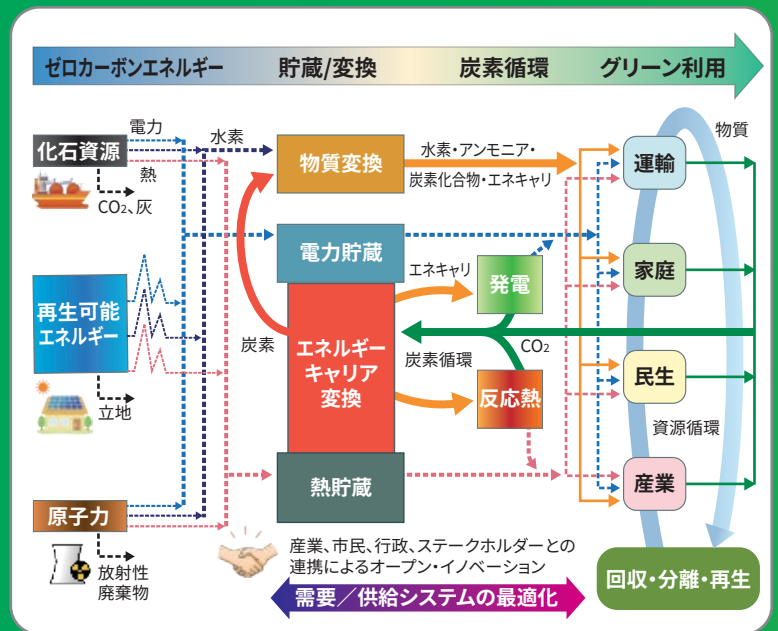 ゼロカーボンエネルギー
貯蔵/変換
炭素循環
グリーン利用
電力
水素
化石資源
熱
CO2、灰
物質変換
水素・アンモニア・
炭素化合物・エネキャリ
物質
運輸
電力貯蔵
エネキャリ
発電
家庭
再生可能
エネルギー
炭素
エネルギー
キャリア
変換
炭素循環
CO2
反応熱
民生
立地
資源循環
熱貯蔵
産業
原子力
放射性
廃棄物
産業、市民、行政、ステークホルダーとの
連携によるオープン・イノベーション
回収・分離・再生
需要／供給システムの最適化